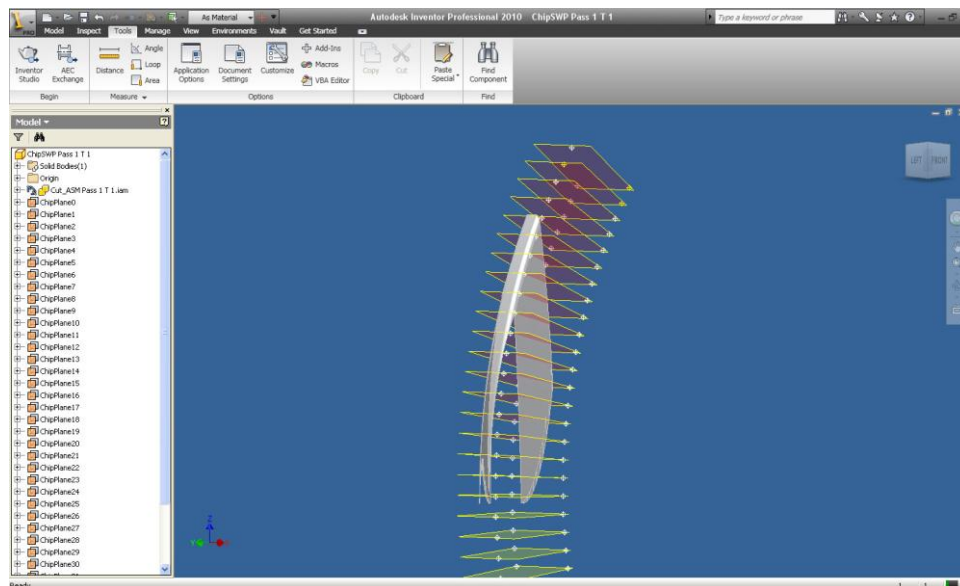 As Material
Autodesk Inventor Professional 2010 ChipSWP Pass 1 T 1
Type a keyword or phrase
PRO
Model Inspect Tools Manage View Environments Vault Get Started
Inventor Studio
AEC Exchange
Distance
Angle
Loop
Area
Application Options
Document Settings
Customize
Add-Ins
Macros
VBA Editor
Copy
Cut
Paste Special
Find Component
Begin
Measure
Options
Clipboard
Find
Model
ChipSWP Pass 1 T 1
Solid Bodies(1)
Origin
Cut_ASM Pass 1 T 1.iam
ChipPlane0
ChipPlane1
ChipPlane2
ChipPlane3
ChipPlane4
ChipPlane5
ChipPlane6
ChipPlane7
ChipPlane8
ChipPlane9
ChipPlane10
ChipPlane11
ChipPlane12
ChipPlane13
ChipPlane14
ChipPlane15
ChipPlane16
ChipPlane17
ChipPlane18
ChipPlane19
ChipPlane20
ChipPlane21
ChipPlane22
ChipPlane23
ChipPlane24
ChipPlane25
ChipPlane26
ChipPlane27
ChipPlane28
ChipPlane29
ChipPlane30
LEFT FRONT
Z
Y
Ready
1 1